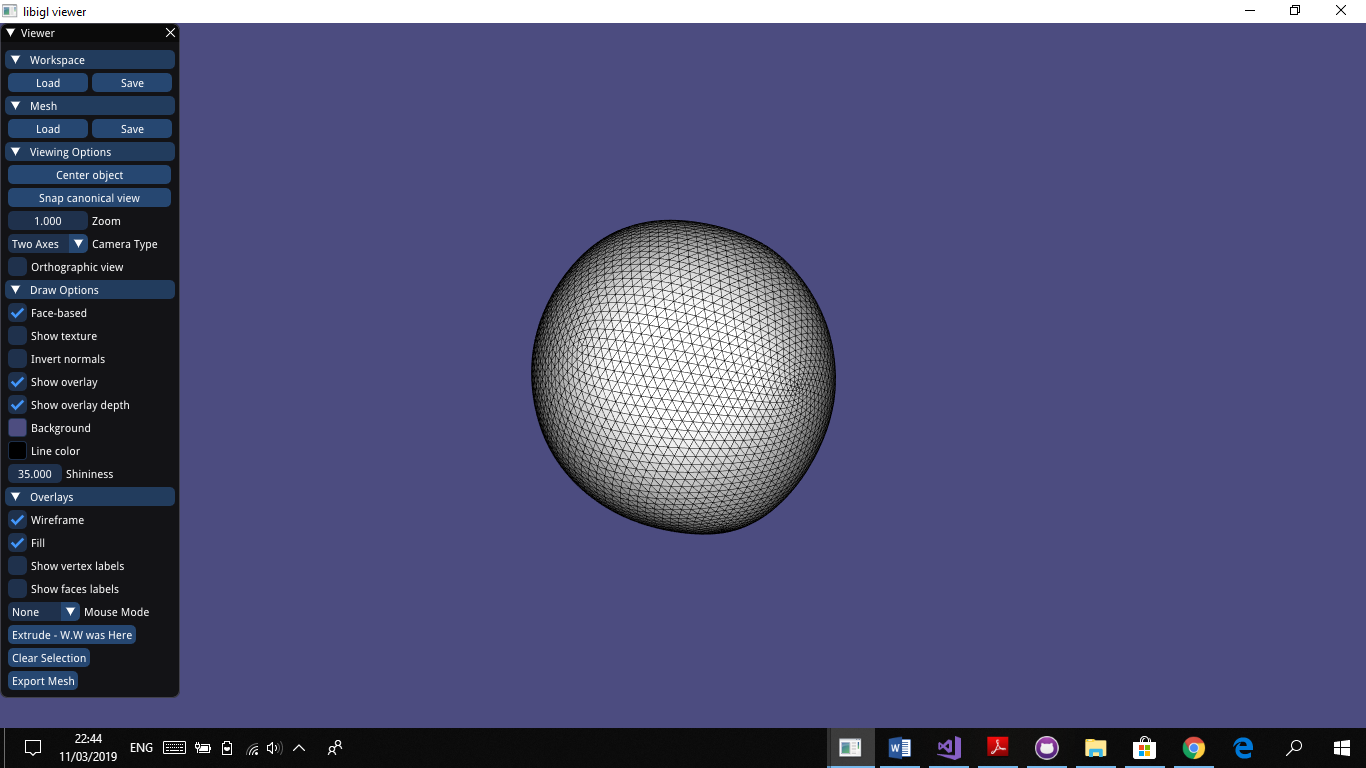 libigl viewer
Viewer
Workspace
Load Save
Mesh
Load Save
Viewing Options
Center object
Snap canonical view
1.000 Zoom
Two Axes Camera Type
Orthographic view
Draw Options
Face-based
Show texture
Invert normals
Show overlay
Show overlay depth
Background
Line color
35.000 Shininess
Overlays
Wireframe
Fill
Show vertex labels
Show faces labels
None Mouse Mode
Extrude - W.W was Here
Clear Selection
Export Mesh
22:44
11/03/2019
ENG